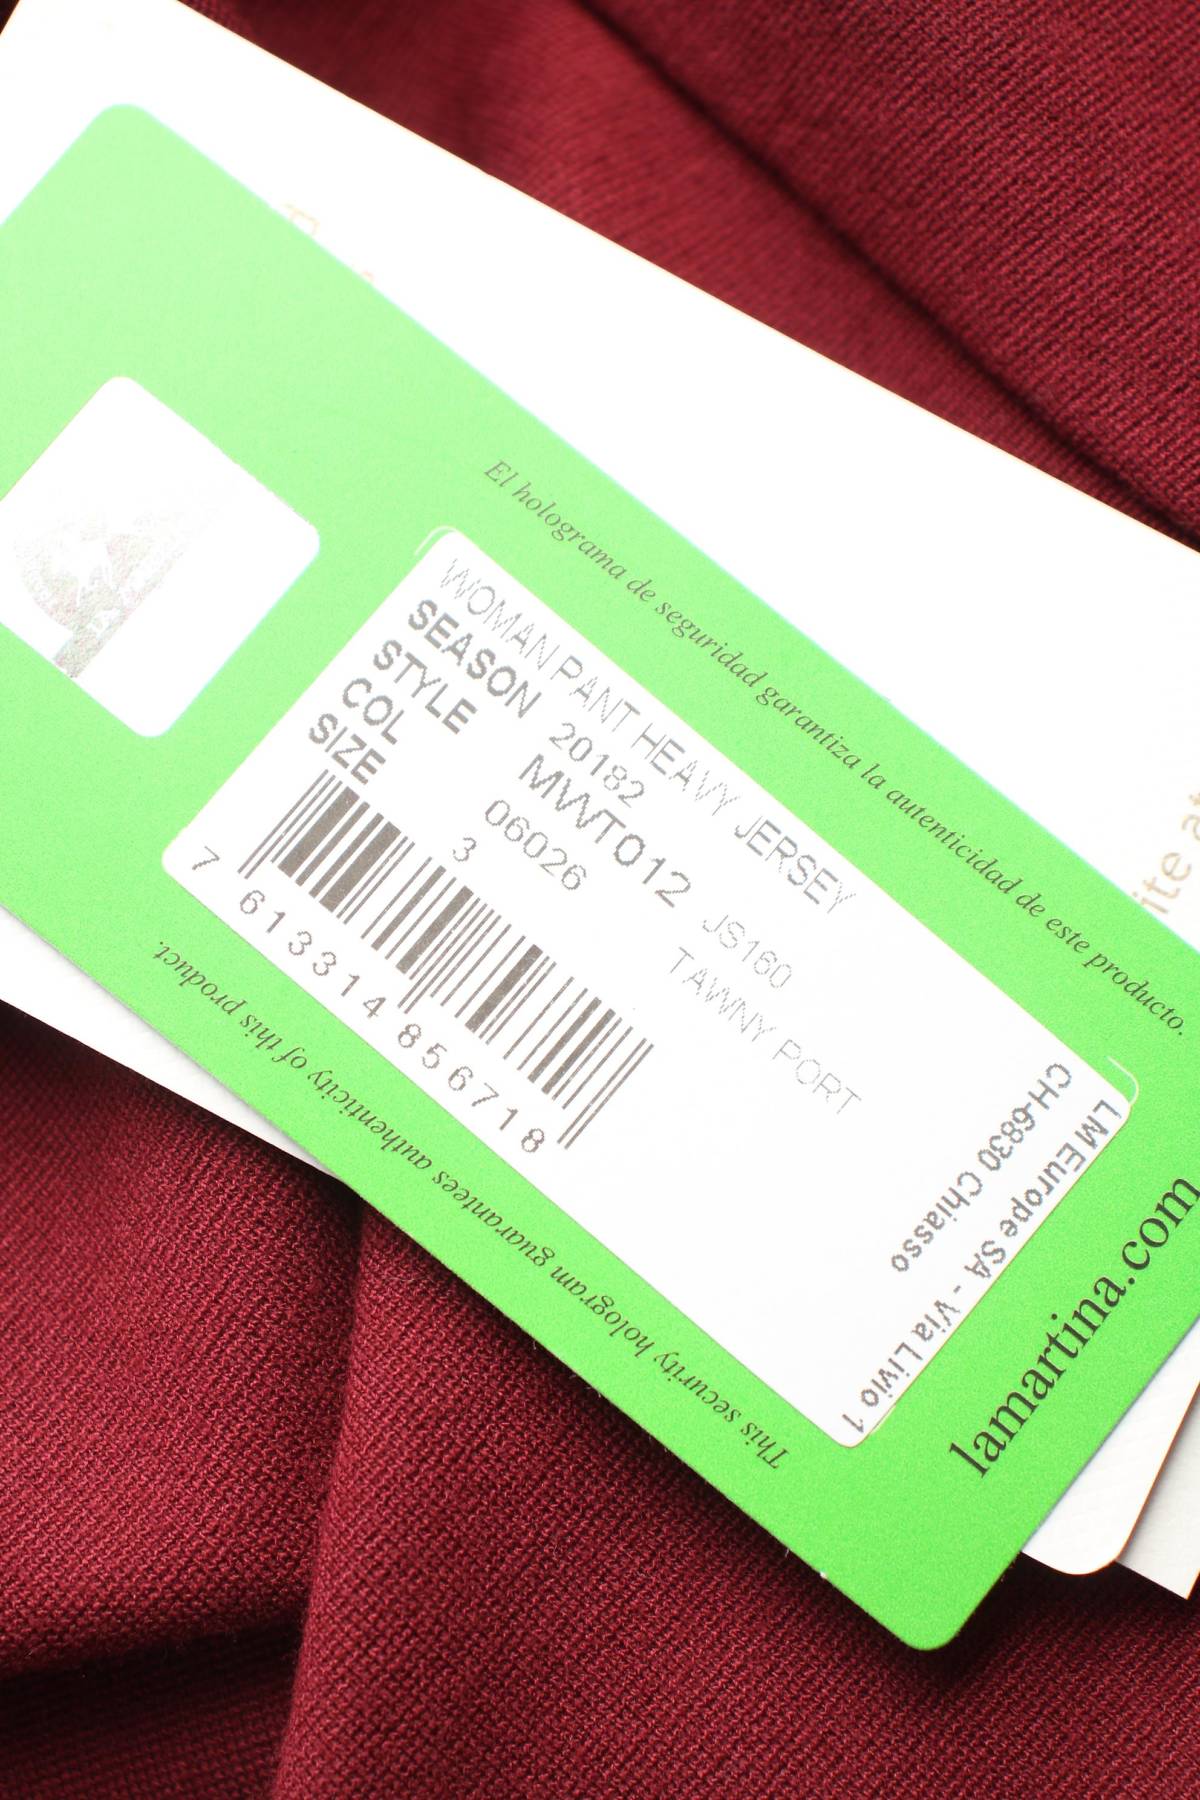 El holograma de seguridad garantiza la autenticidad de este producto.
WOMAN PANT HEAVY JERSEY
SEASON 20182
STYLE MWT012 JS160
COL 06026 TAWNY PORT
SIZE 3
7 613314 856718
LM Europe SA - Via Livio 1
CH-6830 Chiasso
This security hologram guarantees authenticity of this product.
lamartina.com